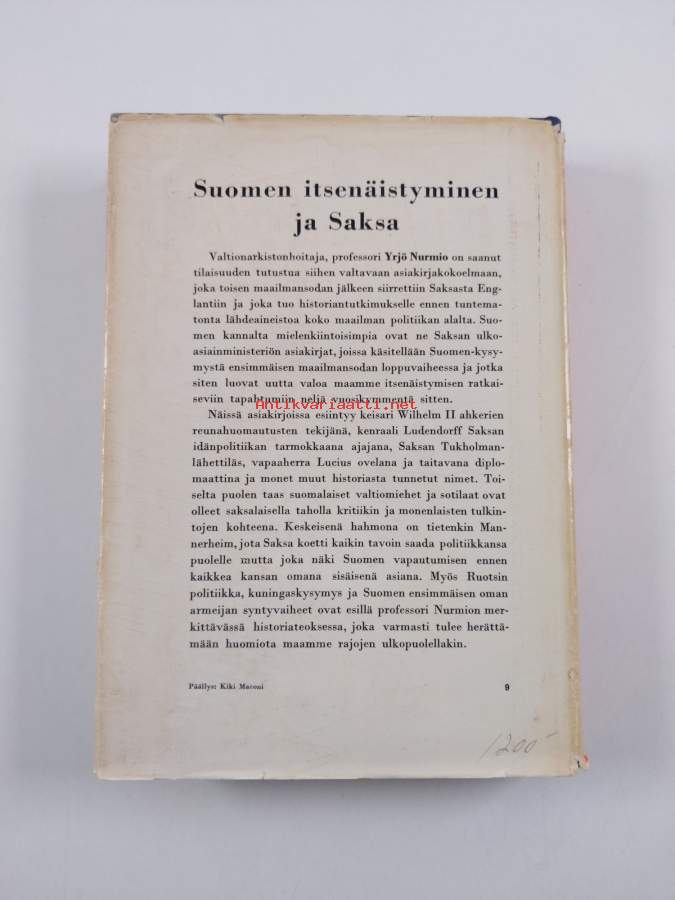 Suomen itsenäistyminen
ja Saksa
Valtionarkistonhoitaja, professori Yrjö Nurmio on saanut
tilaisuuden tutustua siihen valtavaan asiakirjakokoelmaan,
joka toisen maailmansodan jälkeen siirrettiin Saksasta Eng-
lantiin ja joka tuo historiantutkimukselle ennen tuntema-
tonta lähdeaineistoa koko maailman politiikan alalta. Suo-
men kannalta mielenkiintoisimpia ovat ne Saksan ulko-
asiainministeriön asiakirjat, joissa käsitellään Suomen-kysy-
mystä ensimmäisen maailmansodan loppuvaiheessa ja jotka
siten luovat uutta valoa maamme itsenäistymisen ratkai-
seviin tapahtumiin neljä vuosikymmentä sitten.
Antikvariaatti.net
Näissä asiakirjoissa esiintyy keisari Wilhelm II ahkerien
reunahuomautusten tekijänä, kenraali Ludendorff Saksan
idänpolitiikan tarmokkaana ajajana, Saksan Tukholman-
lähettiläs, vapaaherra Lucius ovelana ja taitavana diplo-
maattina ja monet muut historiasta tunnetut nimet. Toi-
selta puolen taas suomalaiset valtiomiehet ja sotilaat ovat
olleet saksalaisella taholla kritiikin ja monenlaisten tulkin-
tojen kohteena. Keskeisenä hahmona on tietenkin Man-
nerheim, jota Saksa koetti kaikin tavoin saada politiikkansa
puolelle mutta joka näki Suomen vapautumisen ennen
kaikkea kansan omana sisäisenä asiana. Myös Ruotsin
politiikka, kuningaskysymys ja Suomen ensimmäisen oman
armeijan syntyvaiheet ovat esillä professori Nurmion mer-
kittävässä historiateoksessa, joka varmasti tulee herättä-
mään huomiota maamme rajojen ulkopuolellakin.
Päällys: Kiki Maconi 9
1200